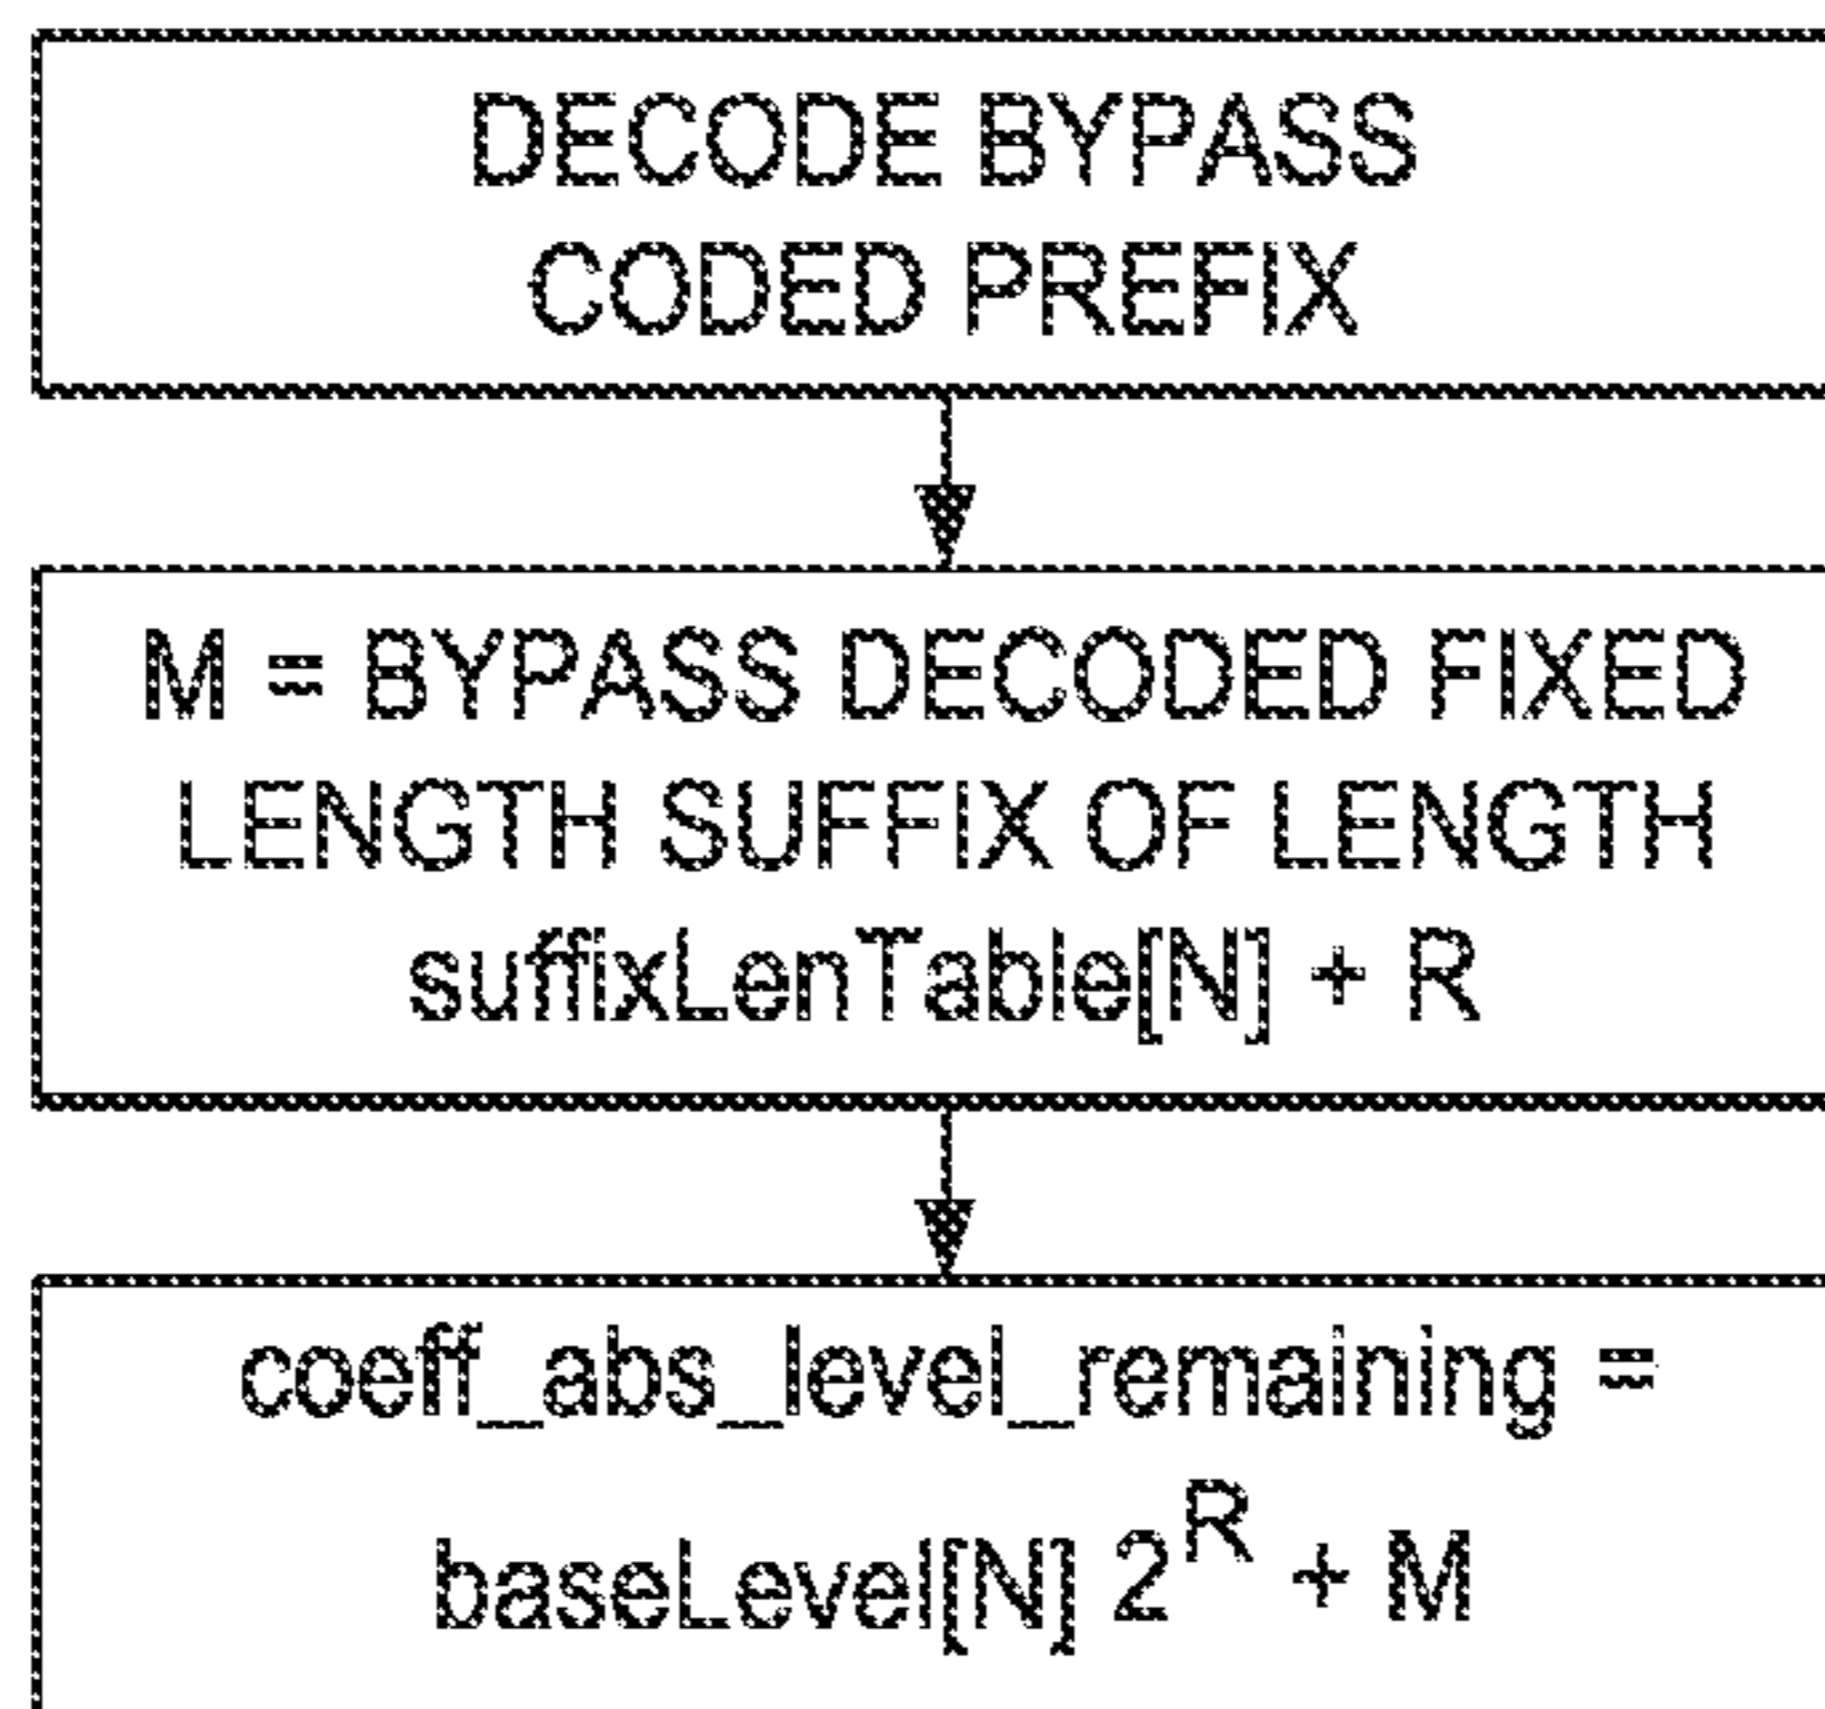 DECODE BYPASS
CODED PREFIX
M = BYPASS DECODED FIXED
LENGTH SUFFIX OF LENGTH
suffixLenTable[N] + R
coeff_abs_level_remaining =
baseLevel[N] 2^R + M